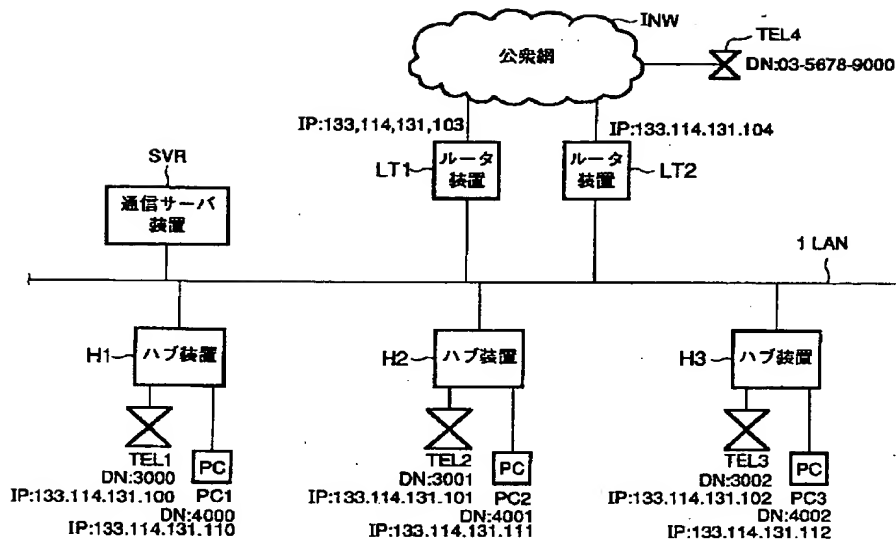 INW
公衆網
TEL4
DN:03-5678-9000
IP:133,114,131,103
IP:133.114.131.104
SVR
LT1
ルータ
装置
ルータ
装置
LT2
通信サーバ
装置
1 LAN
H1
ハブ装置
H2
ハブ装置
H3
ハブ装置
TEL1
DN:3000
IP:133.114.131.100
PC
PC1
DN:4000
IP:133.114.131.110
TEL2
DN:3001
IP:133.114.131.101
PC
PC2
DN:4001
IP:133.114.131.111
TEL3
DN:3002
IP:133.114.131.102
PC
PC3
DN:4002
IP:133.114.131.112